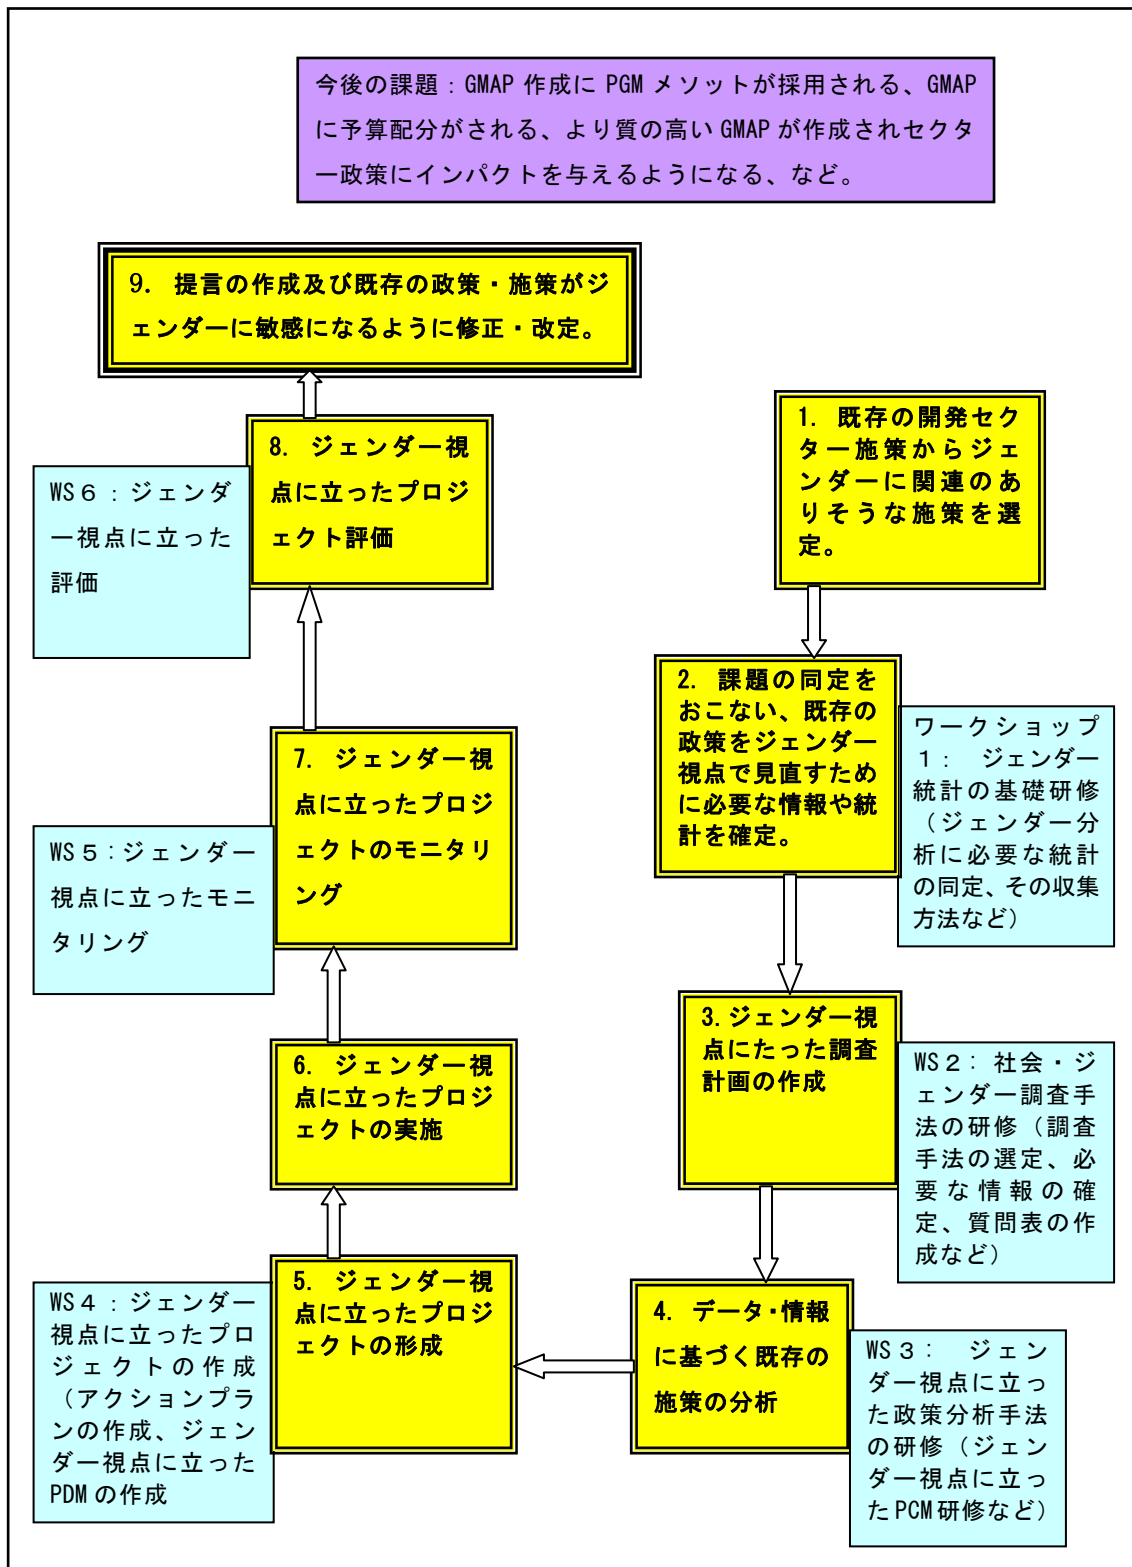 今後の課題：GMAP 作成に PGM メソットが採用される、GMAP
に予算配分がされる、より質の高い GMAP が作成されセクタ
ー政策にインパクトを与えるようになる、など。
9. 提言の作成及び既存の政策・施策がジ
ェンダーに敏感になるように修正・改定。
1. 既存の開発セク
ター施策からジェ
ンダーに関連のあ
りそうな施策を選
定。
8. ジェンダー視
点に立ったプロジ
ェクト評価
WS６：ジェンダ
ー視点に立った
評価
2. 課題の同定を
おこない、既存の
政策をジェンダー
視点で見直すため
に必要な情報や統
計を確定。
ワークショップ
１： ジェンダー
統計の基礎研修
（ジェンダー分
析に必要な統計
の同定、その収集
方法など）
7. ジェンダー視
点に立ったプロジ
ェクトのモニタリ
ング
WS５：ジェンダー
視点に立ったモニ
タリング
3.ジェンダー視
点にたった調査
計画の作成
WS２：社会・ジ
ェンダー調査手
法の研修（調査
手法の選定、必
要な情報の確
定、質問表の作
成など）
6. ジェンダー視
点に立ったプロジ
ェクトの実施
4. データ・情報
に基づく既存の
施策の分析
WS３： ジェン
ダー視点に立っ
た政策分析手法
の研修（ジェン
ダー視点に立っ
たPCM研修など）
5. ジェンダー視
点に立ったプロジ
ェクトの形成
WS４：ジェンダー
視点に立ったプロ
ジェクトの作成
（アクションプラ
ンの作成、ジェン
ダー視点に立った
PDMの作成